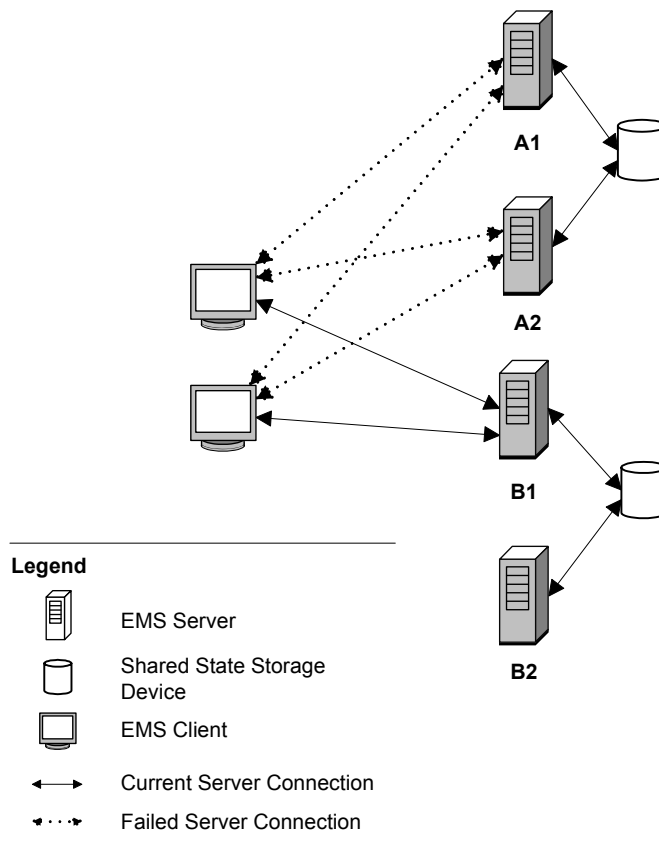 A1
A2
B1
B2
Legend
EMS Server
Shared State Storage
Device
EMS Client
Current Server Connection
Failed Server Connection